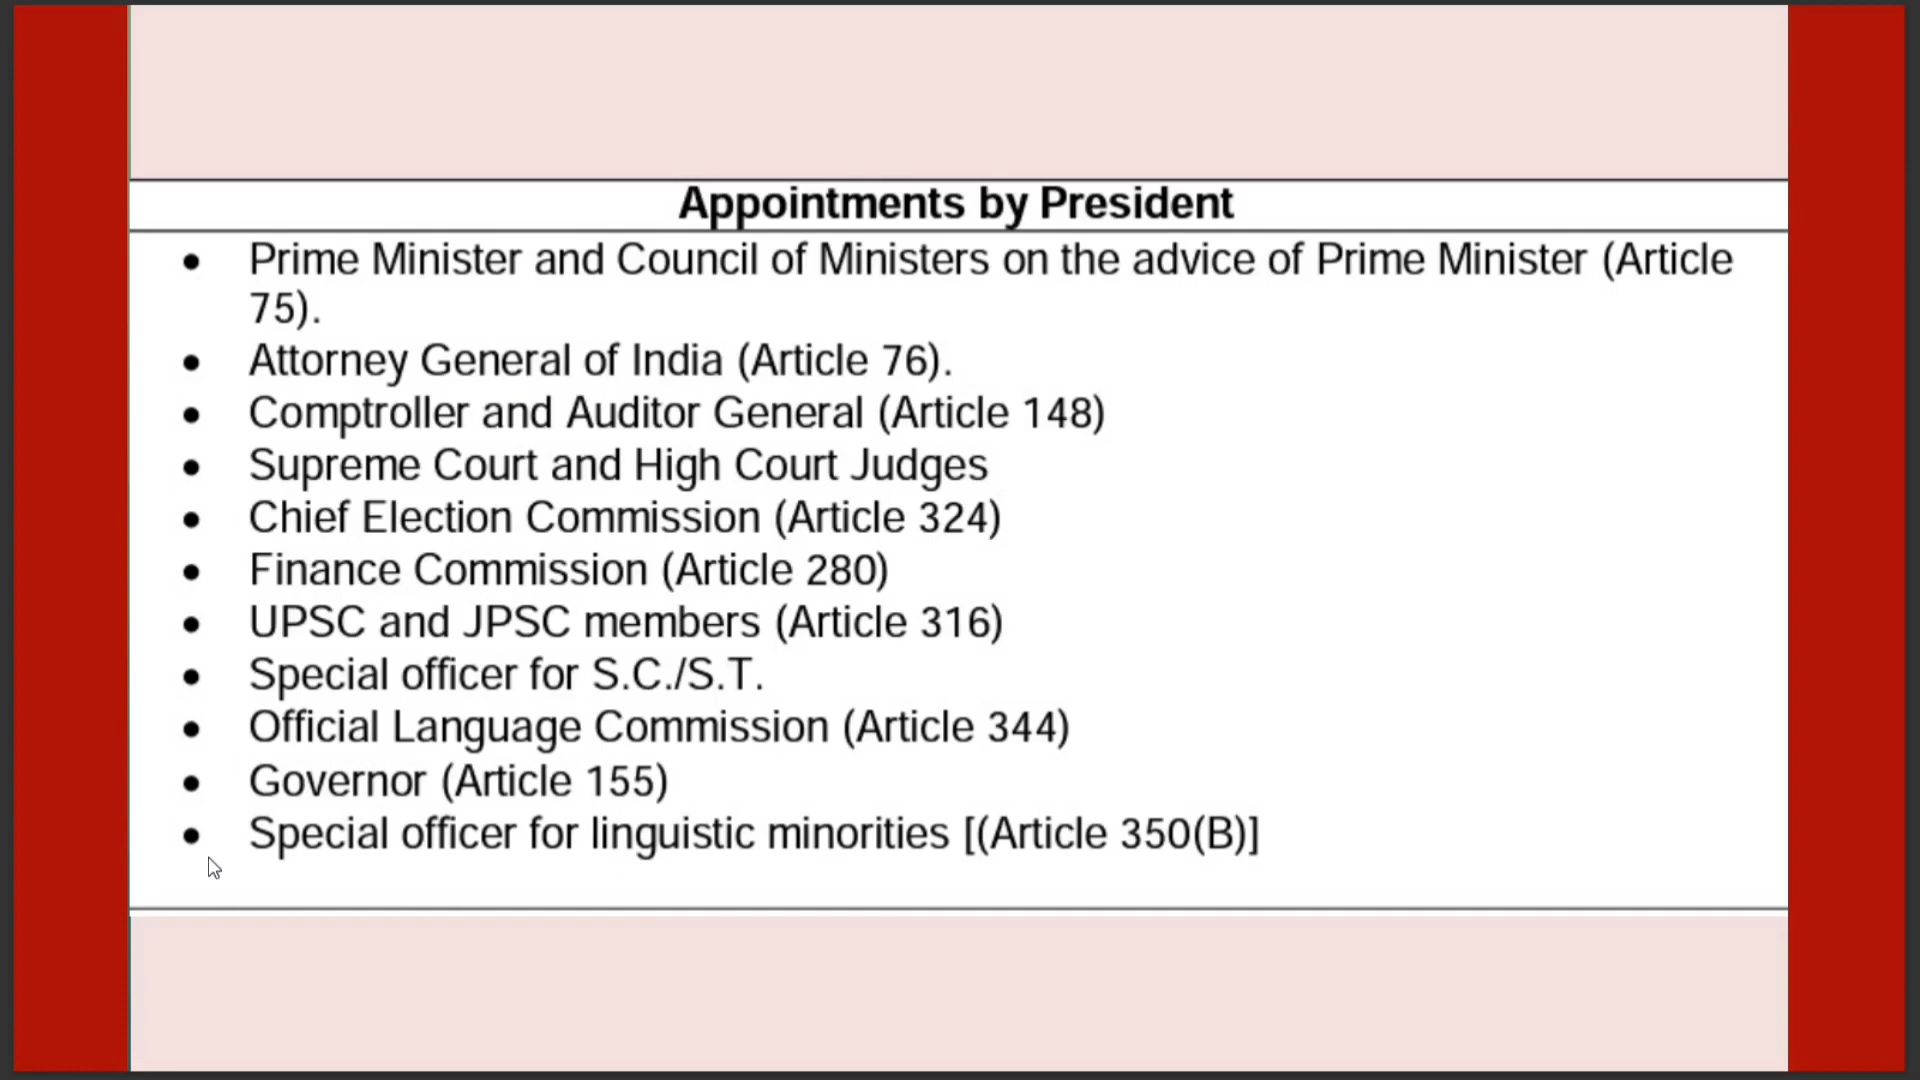 Appointments by President
• Prime Minister and Council of Ministers on the advice of Prime Minister (Article
75).
• Attorney General of India (Article 76).
• Comptroller and Auditor General (Article 148)
• Supreme Court and High Court Judges
• Chief Election Commission (Article 324)
• Finance Commission (Article 280)
• UPSC and JPSC members (Article 316)
• Special officer for S.C./S.T.
• Official Language Commission (Article 344)
• Governor (Article 155)
• Special officer for linguistic minorities [(Article 350(B)]